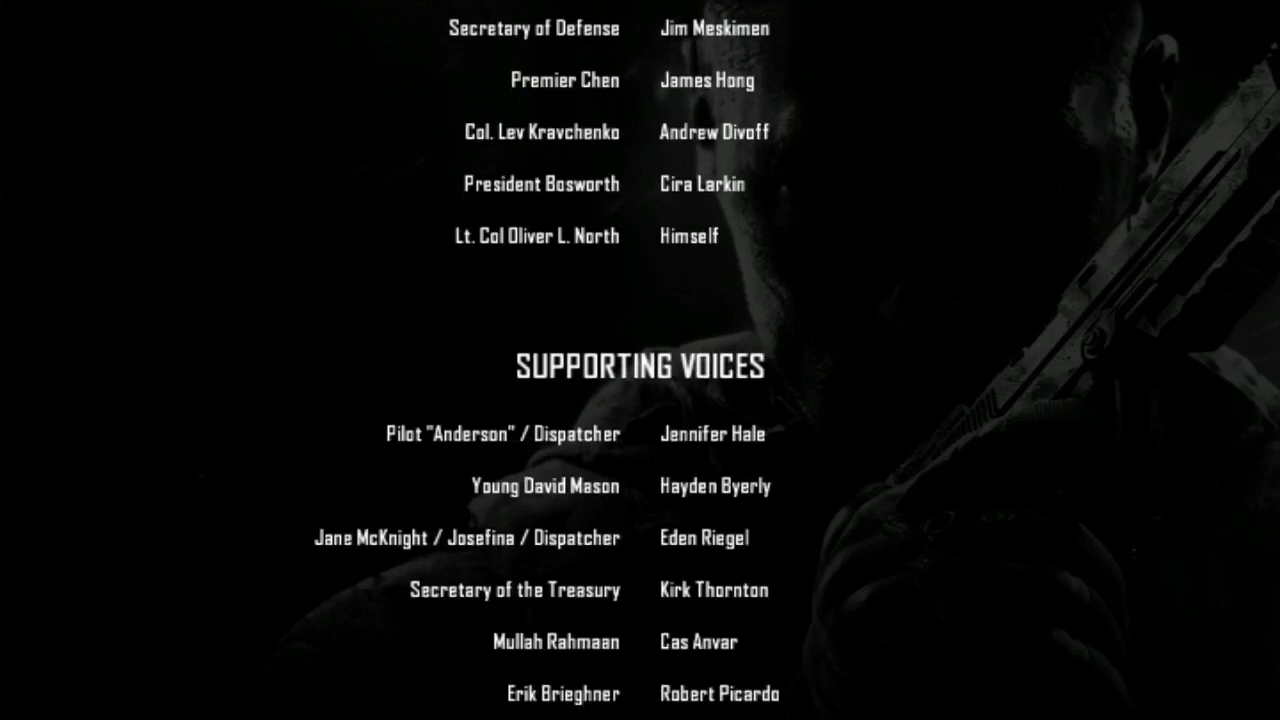 Secretary of Defense Jim Meskimen
Premier Chen James Hong
Col. Lev Kravchenko Andrew Divoff
President Bosworth Cira Larkin
Lt. Col Oliver L. North Himself
SUPPORTING VOICES
Pilot "Anderson" / Dispatcher Jennifer Hale
Young David Mason Hayden Byerly
Jane McKnight / Josefina / Dispatcher Eden Riegel
Secretary of the Treasury Kirk Thornton
Mullah Rahmaan Cas Anvar
Erik Brieghner Robert Picardo